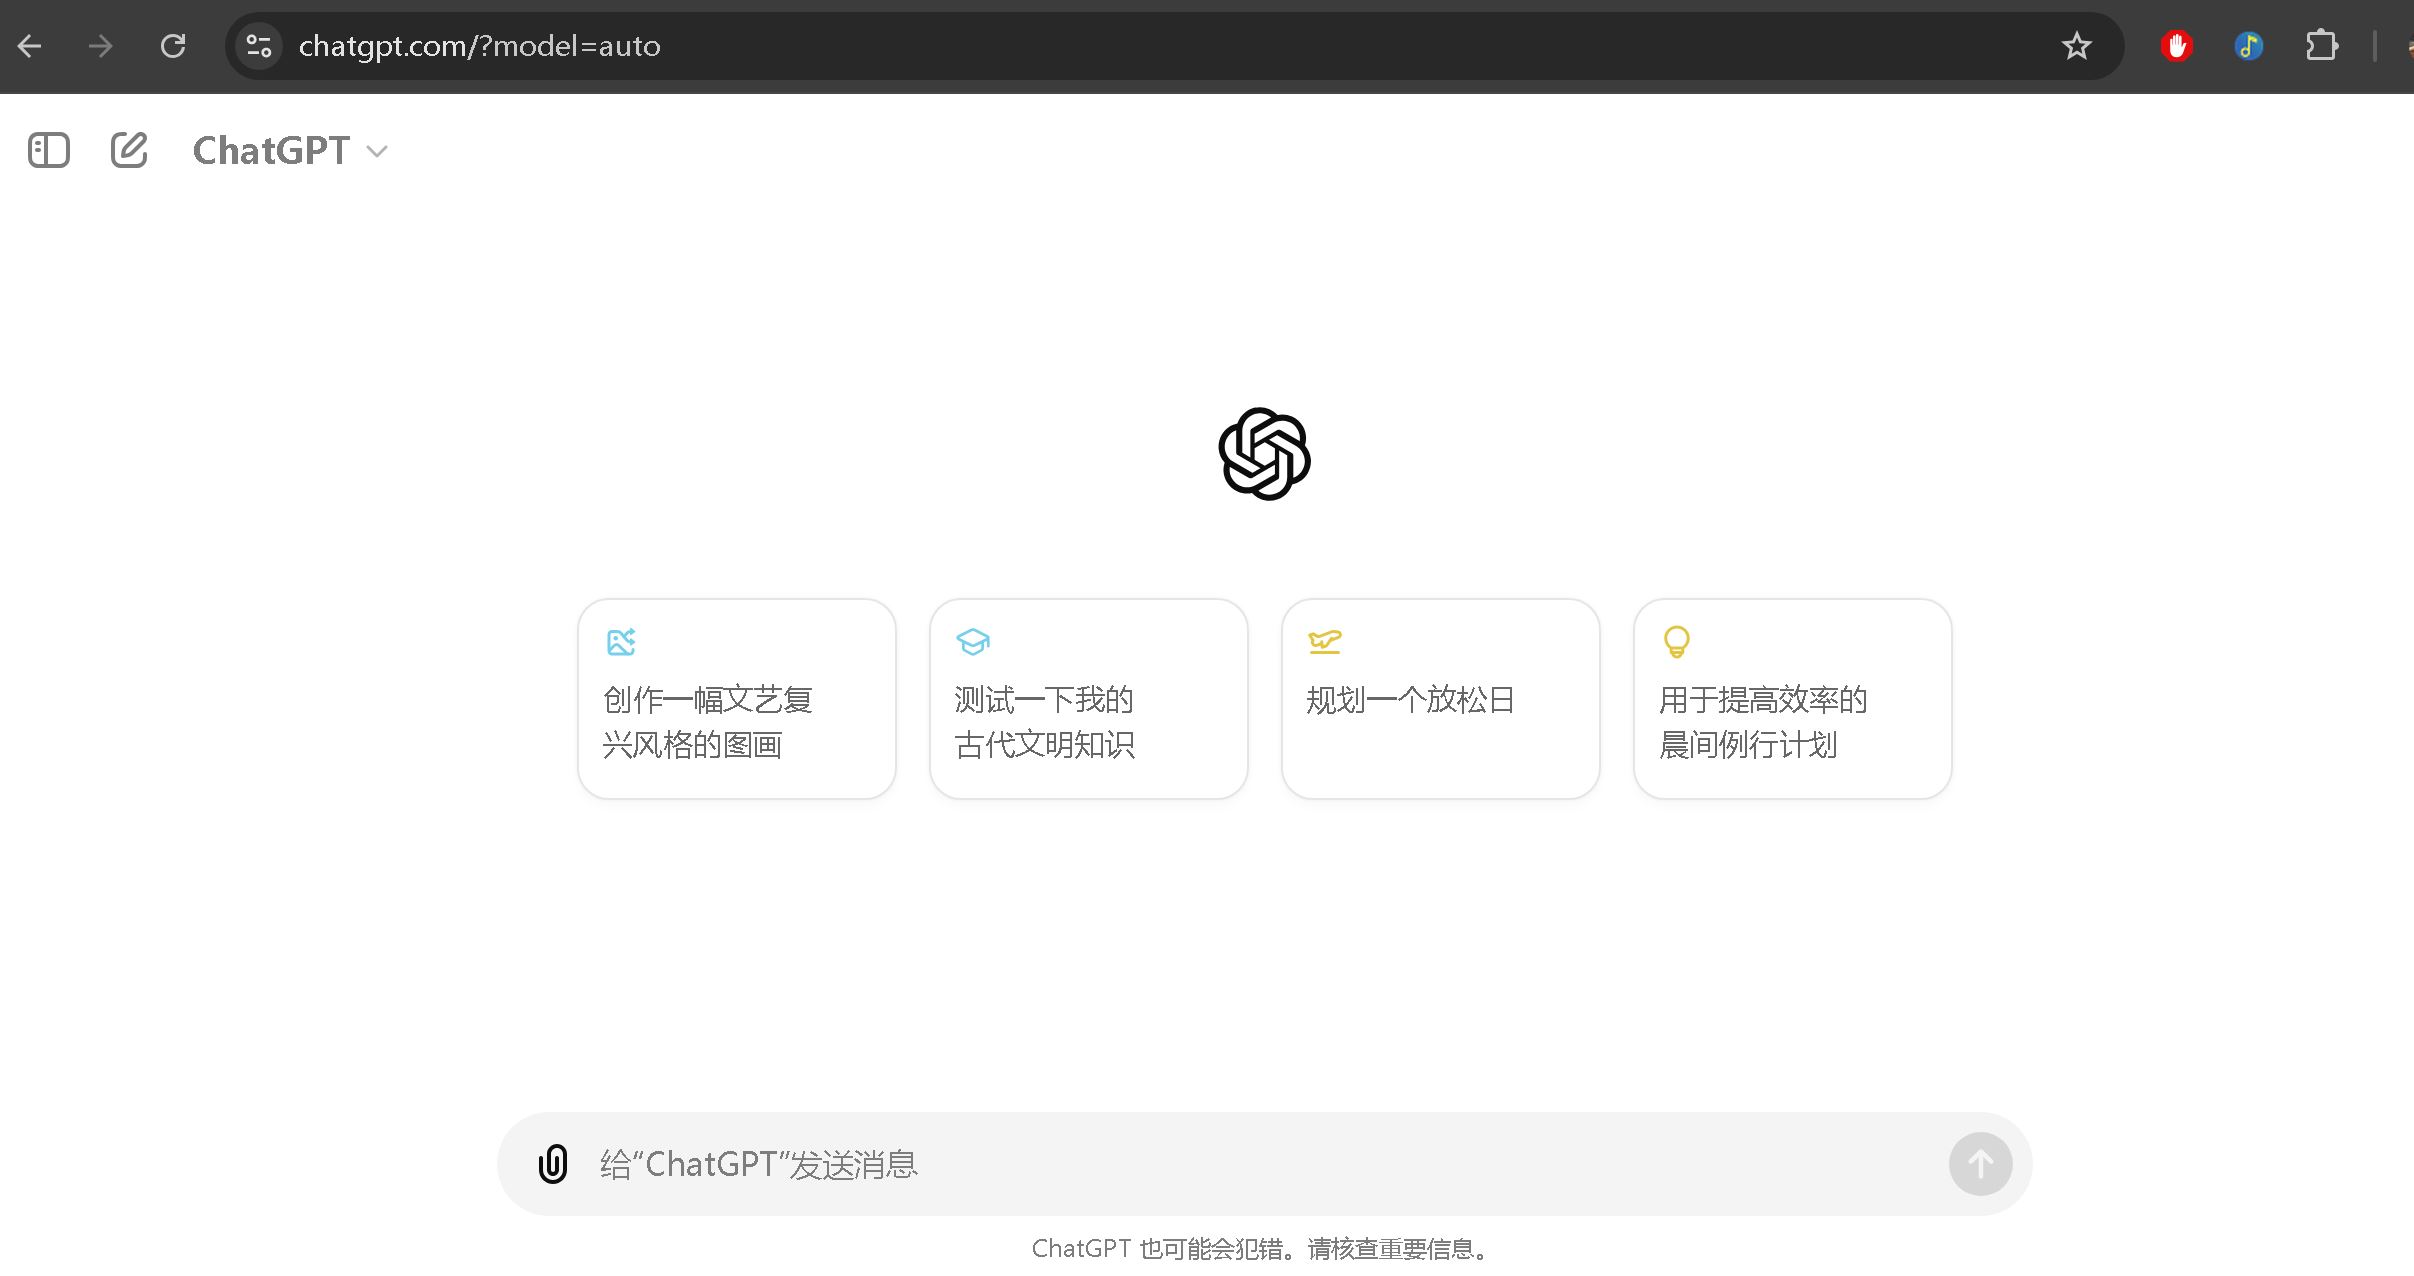 chatgpt.com/?model=auto
ChatGPT
创作一幅文艺复
兴风格的图画
测试一下我的
古代文明知识
规划一个放松日
用于提高效率的
晨间例行计划
给“ChatGPT”发送消息
ChatGPT 也可能会犯错。请核查重要信息。